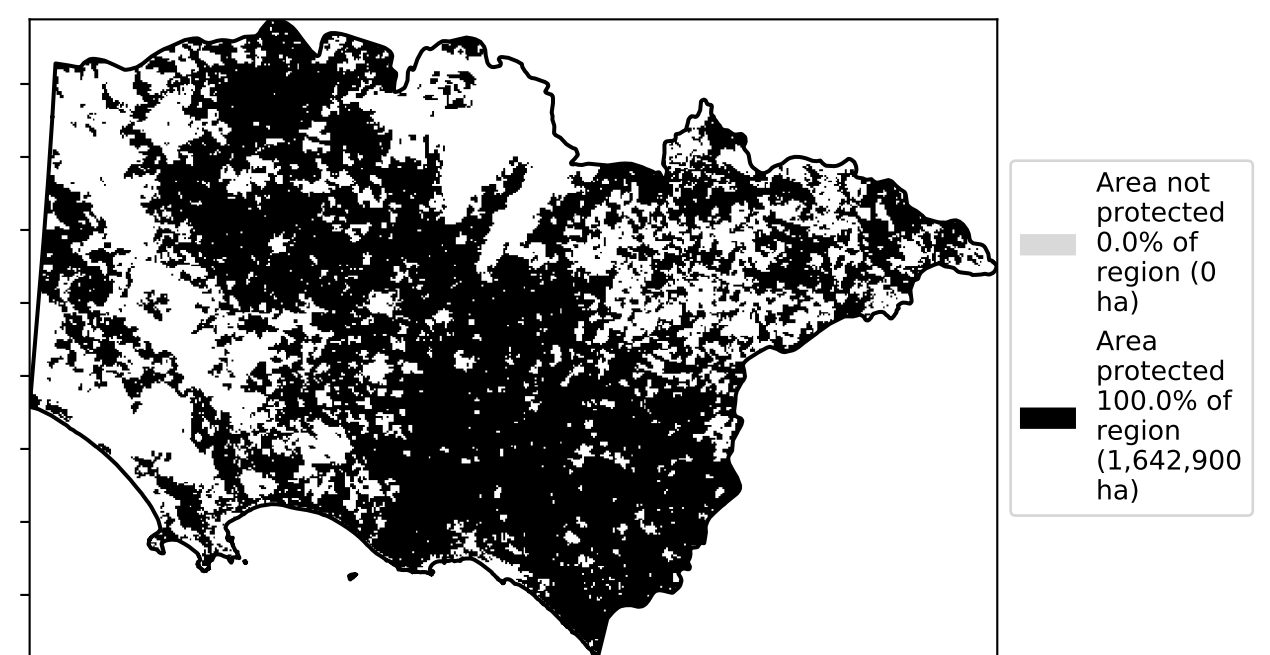 Area not
protected
0.0% of
region (0
ha)
Area
protected
100.0% of
region
(1,642,900
ha)